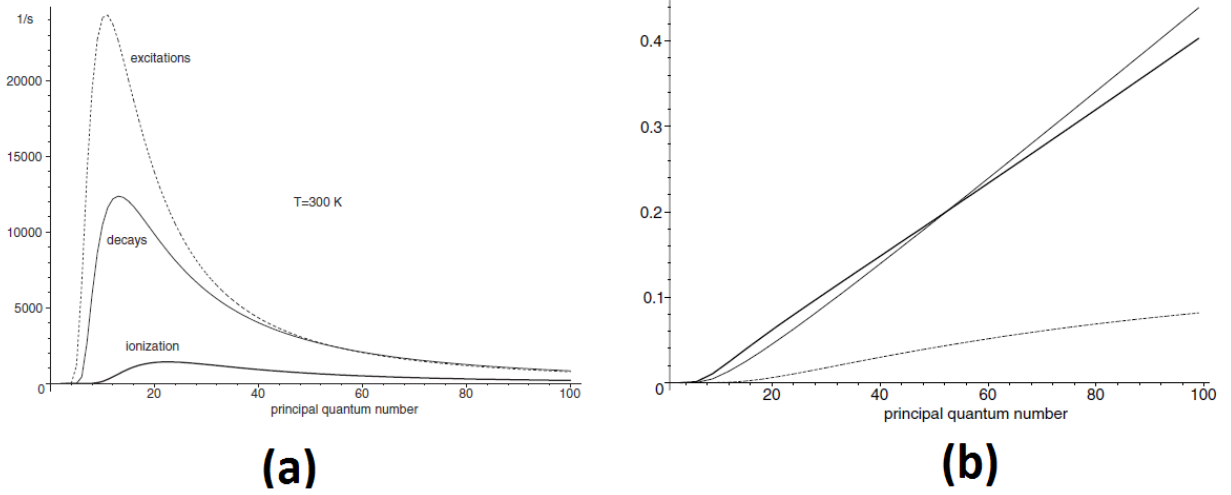 1/s
excitations
20000
15000
T=300 K
10000
decays
5000
ionization
0
20
40
60
80
100
principal quantum number
(a)
0.4
0.3
0.2
0.1
0
20
40
60
80
100
principal quantum number
(b)